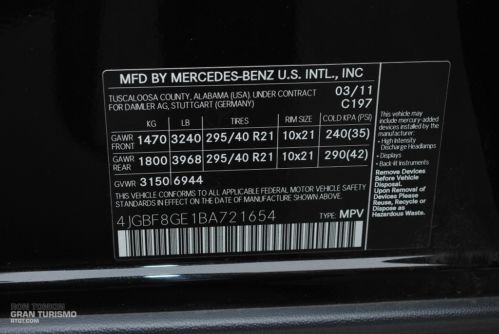 MFD BY MERCEDES-BENZ U.S. INTL., INC
TUSCALOOSA COUNTY, ALABAMA (USA) UNDER CONTRACT
FOR DAIMLER AG, STUTTGART (GERMANY)
03/11
C197
KG LB TIRES RIM SIZE COLD KPA (PSI)
GAWR FRONT 1470 3240 295/40 R21 10x21 240(35)
GAWR REAR 1800 3968 295/40 R21 10x21 290(42)
GVWR 3150 6944
THIS VEHICLE CONFORMS TO ALL APPLICABLE FEDERAL MOTOR VEHICLE SAFETY
STANDARDS IN EFFECT ON THE DATE OF MANUFACTURE SHOWN ABOVE.
4JGBF8GE1BA721654 TYPE: MPV
This vehicle may
include mercury-added
devices installed by the
manufacturer:
• High Intensity
Discharge Headlamps
• Displays
• Back-lit instruments
Remove Devices
Before Vehicle
Disposal.
Upon Removal of
Devices Please
Reuse, Recycle
or Dispose as
Hazardous Waste.
RON TONKIN
GRAN TURISMO
RTGT.COM